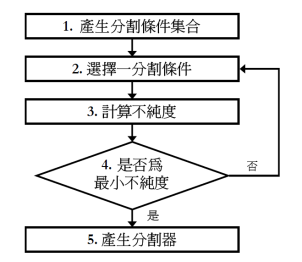 1. 產生分割條件集合
2. 選擇一分割條件
3. 計算不純度
4. 是否為
最小不純度
否
是
5. 產生分割器